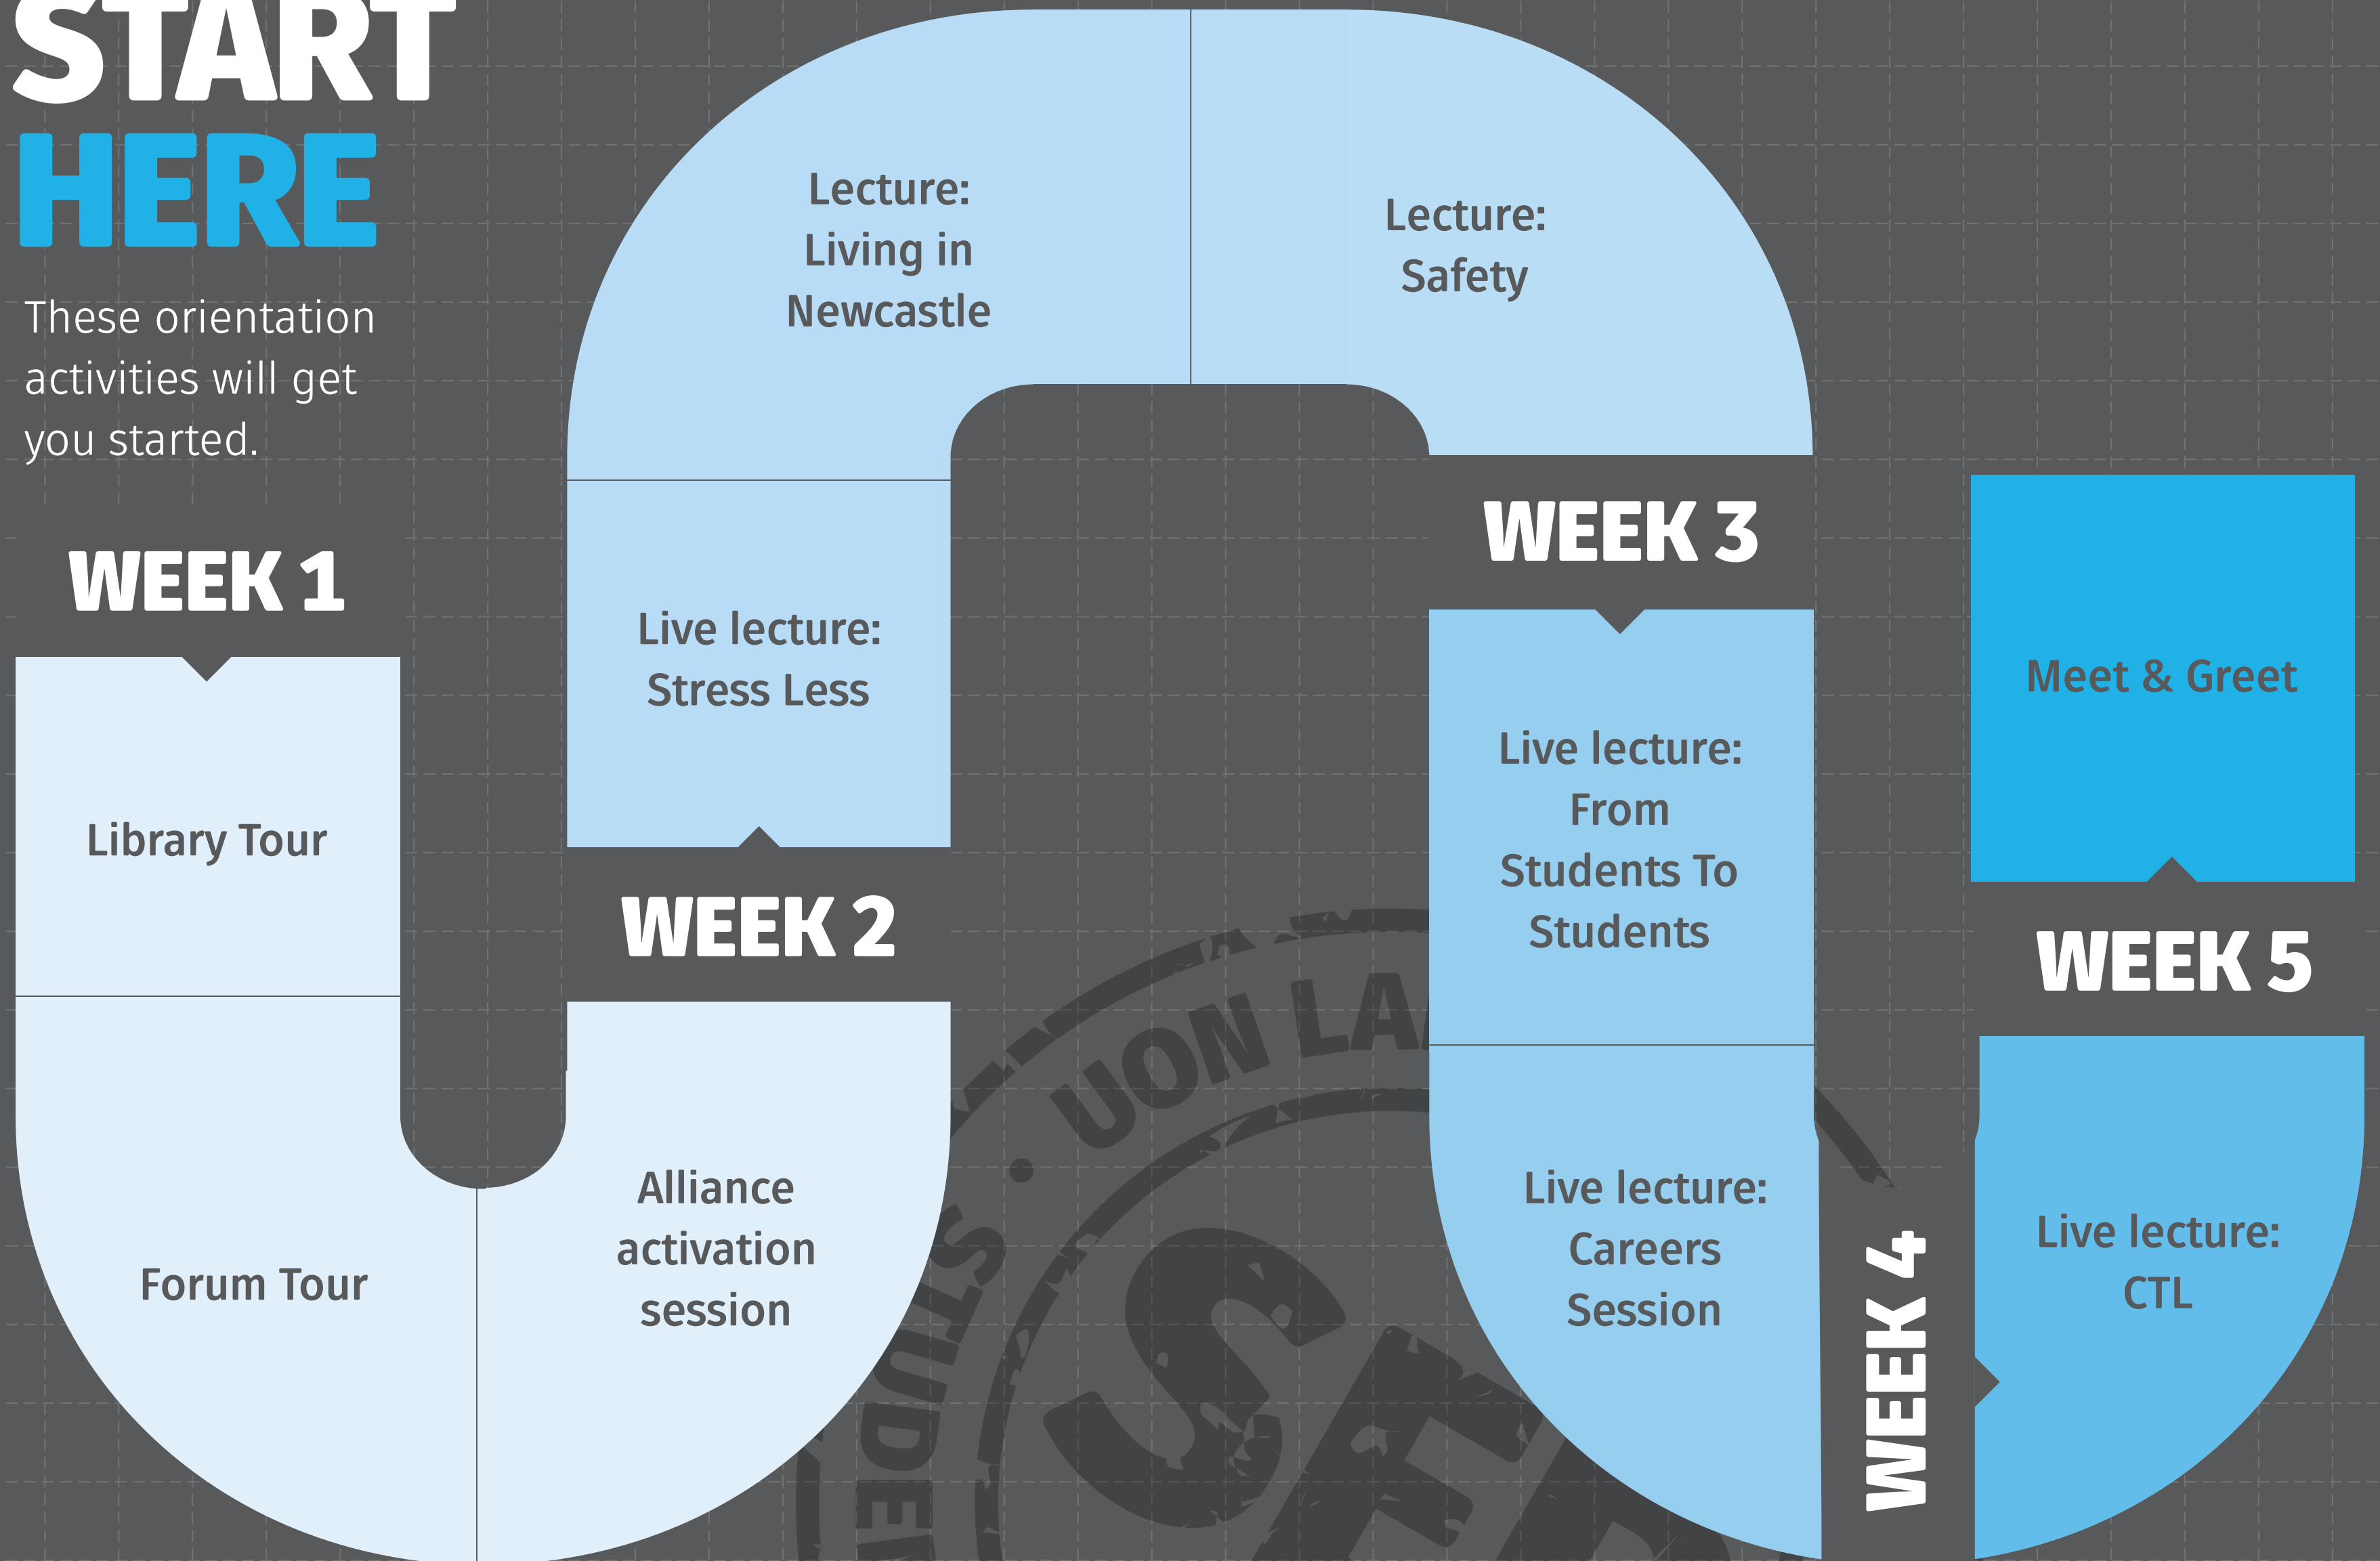 START
HERE
These orientation
activities will get
you started.
WEEK 1
Library Tour
Forum Tour
Alliance
activation
session
WEEK 2
Live lecture:
Stress Less
Lecture:
Living in
Newcastle
Lecture:
Safety
WEEK 3
Live lecture:
From
Students To
Students
Live lecture:
Careers
Session
WEEK 4
Live lecture:
CTL
WEEK 5
Meet & Greet
UON